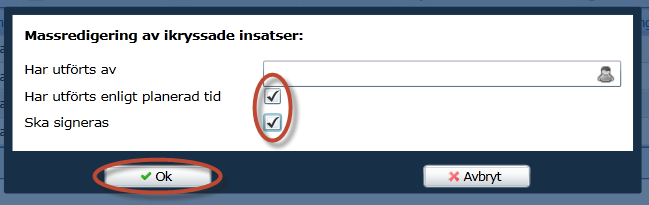 Massredigering av ikryssade insatser:
Har utförts av
Har utförts enligt planerad tid
Ska signeras
Ok
Avbryt